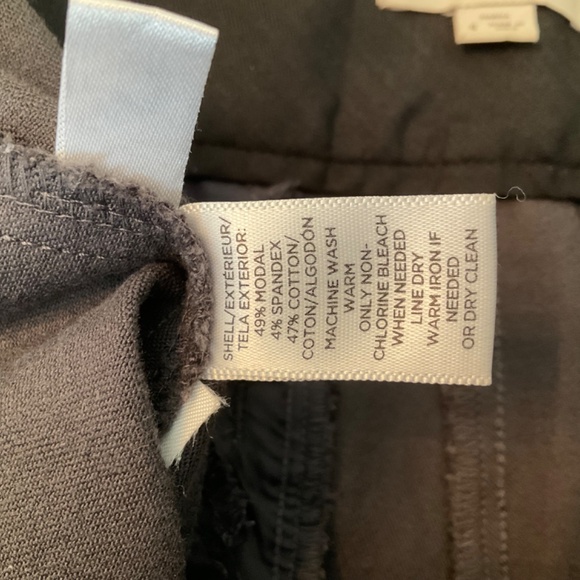 SHELL/EXTÉRIEUR/
TELA EXTERIOR:
49% MODAL
4% SPANDEX
47% COTTON/
COTON/ALGODON
MACHINE WASH
WARM
ONLY NON-
CHLORINE BLEACH
WHEN NEEDED
LINE DRY
WARM IRON IF
NEEDED
OR DRY CLEAN